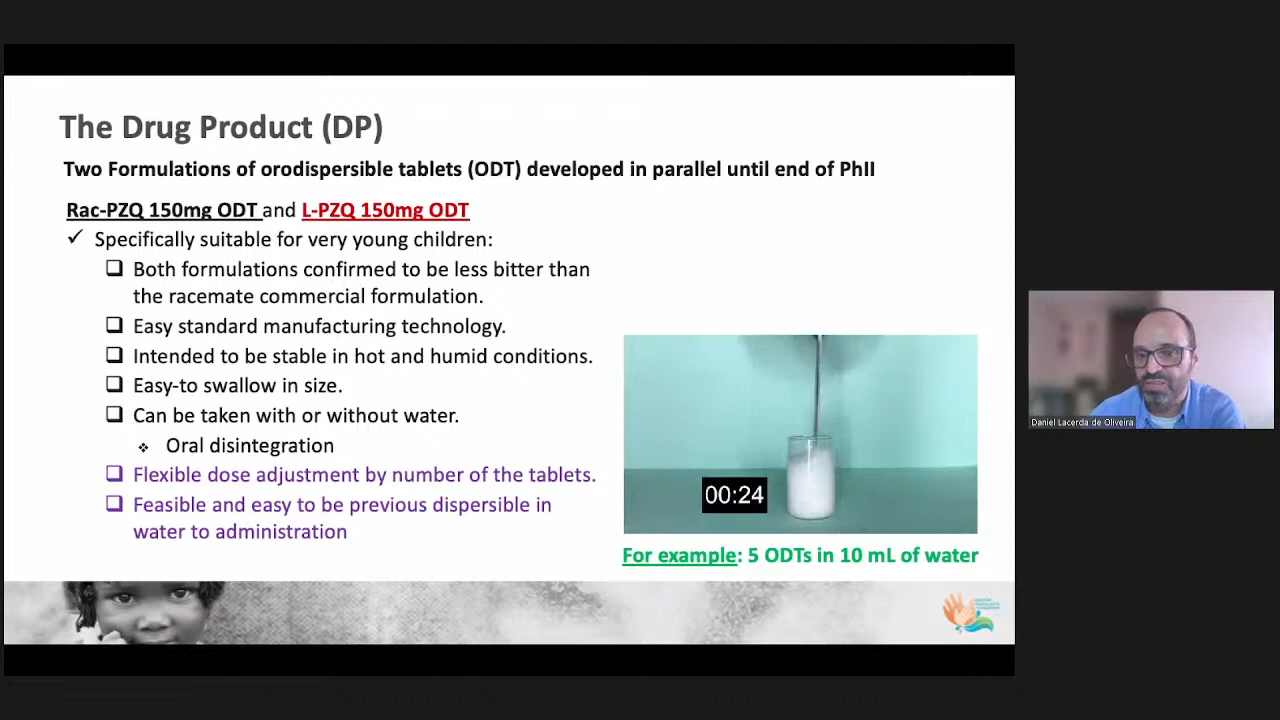 The Drug Product (DP)
Two Formulations of orodispersible tablets (ODT) developed in parallel until end of PhII
Rac-PZQ 150mg ODT and L-PZQ 150mg ODT
✓ Specifically suitable for very young children:
❑ Both formulations confirmed to be less bitter than
the racemate commercial formulation.
❑ Easy standard manufacturing technology.
❑ Intended to be stable in hot and humid conditions.
❑ Easy-to swallow in size.
❑ Can be taken with or without water.
❖ Oral disintegration
❑ Flexible dose adjustment by number of the tablets.
❑ Feasible and easy to be previous dispersible in
water to administration
00:24
For example: 5 ODTs in 10 mL of water
Daniel Lacerda de Oliveira